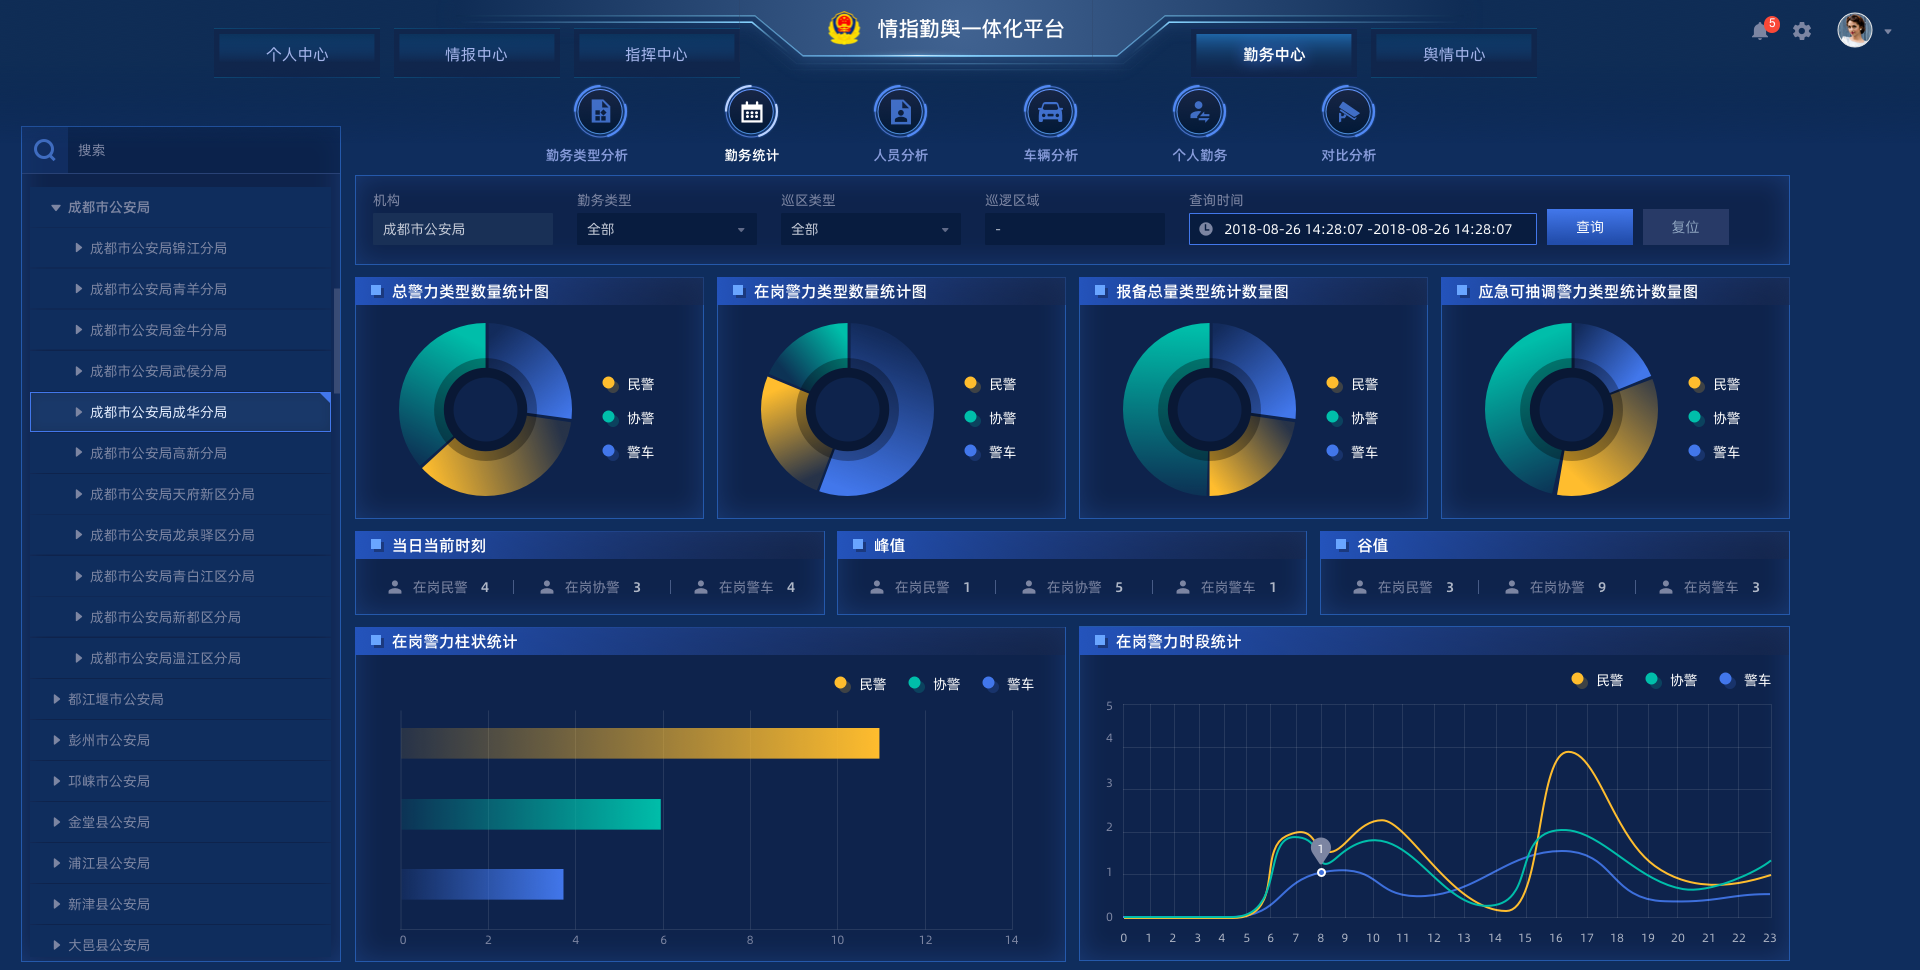 情指勤舆一体化平台
5
个人中心
情报中心
指挥中心
勤务中心
舆情中心
勤务类型分析
勤务统计
人员分析
车辆分析
个人勤务
对比分析
搜索
成都市公安局
成都市公安局锦江分局
成都市公安局青羊分局
成都市公安局金牛分局
成都市公安局武侯分局
成都市公安局成华分局
成都市公安局高新分局
成都市公安局天府新区分局
成都市公安局龙泉驿区分局
成都市公安局青白江区分局
成都市公安局新都区分局
成都市公安局温江区分局
都江堰市公安局
彭州市公安局
邛崃市公安局
金堂县公安局
浦江县公安局
新津县公安局
大邑县公安局
机构
勤务类型
巡区类型
巡逻区域
查询时间
成都市公安局
全部
全部
-
2018-08-26 14:28:07 -2018-08-26 14:28:07
查询
复位
总警力类型数量统计图
民警
协警
警车
在岗警力类型数量统计图
民警
协警
警车
报备总量类型统计数量图
民警
协警
警车
应急可抽调警力类型统计数量图
民警
协警
警车
当日当前时刻
在岗民警 4
在岗协警 3
在岗警车 4
峰值
在岗民警 1
在岗协警 5
在岗警车 1
谷值
在岗民警 3
在岗协警 9
在岗警车 3
在岗警力柱状统计
民警 协警 警车
0 2 4 6 8 10 12 14
在岗警力时段统计
民警 协警 警车
5
4
3
2
1
0
1
0 1 2 3 4 5 6 7 8 9 10 11 12 13 14 15 16 17 18 19 20 21 22 23